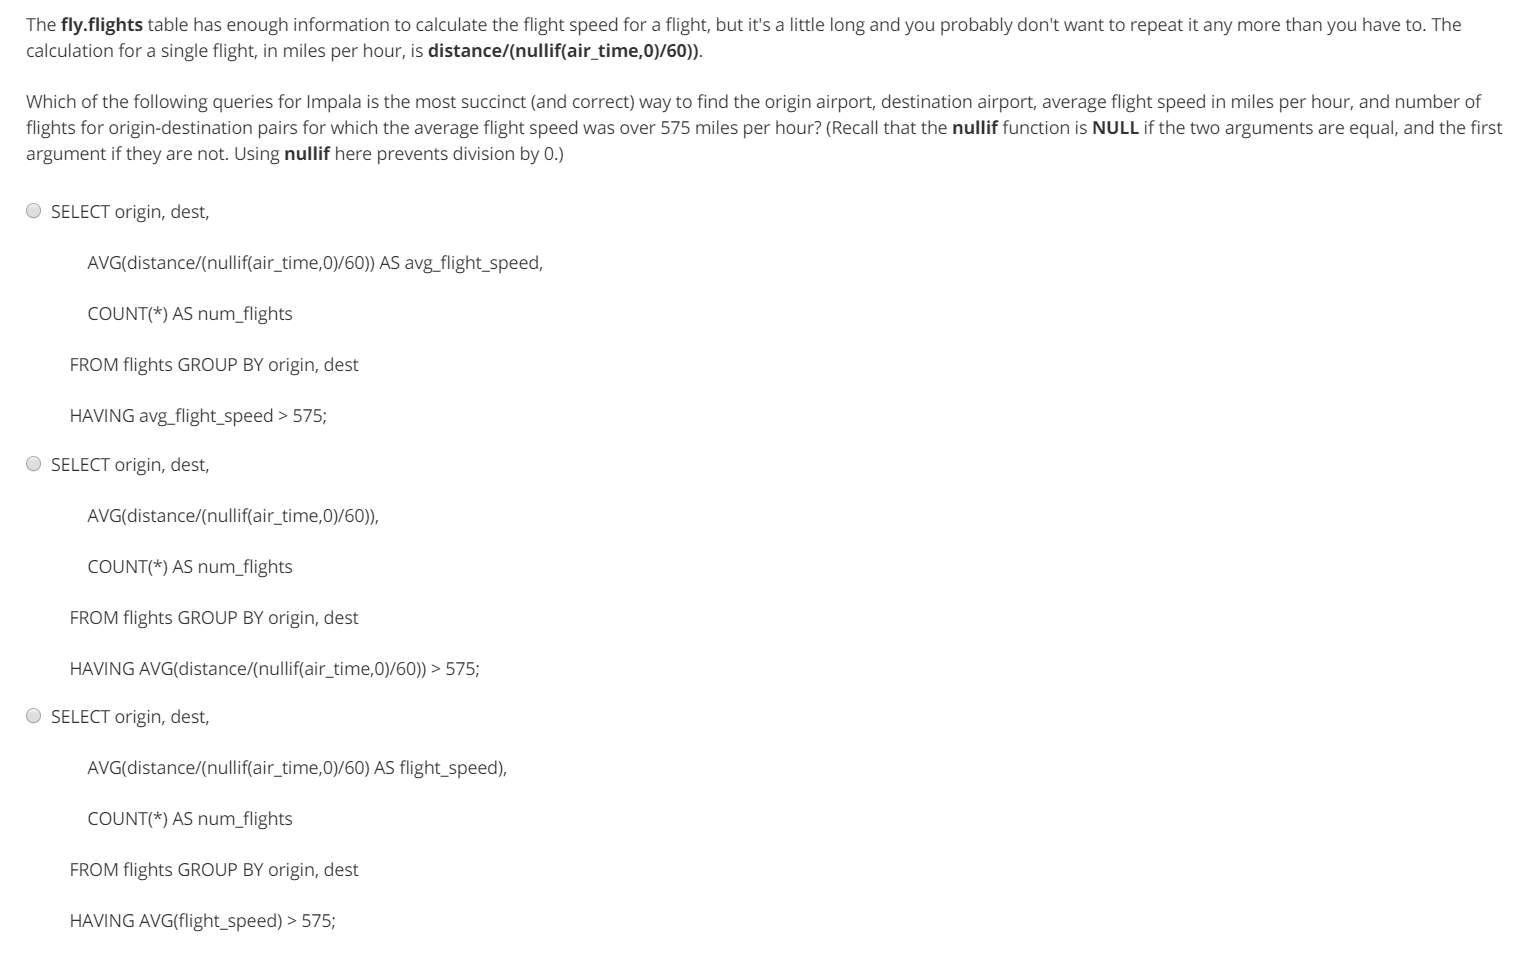 The fly.flights table has enough information to calculate the flight speed for a flight, but it's a little long and you probably don't want to repeat it any more than you have to. The
calculation for a single flight, in miles per hour, is distance/(nullif(air_time,0)/60)).
Which of the following queries for Impala is the most succinct (and correct) way to find the origin airport, destination airport, average flight speed in miles per hour, and number of
flights for origin-destination pairs for which the average flight speed was over 575 miles per hour? (Recall that the nullif function is NULL if the two arguments are equal, and the first
argument if they are not. Using nullif here prevents division by 0.)
SELECT origin, dest,
AVG(distance/(nullif(air_time,0)/60)) AS avg_flight_speed,
COUNT(*) AS num_flights
FROM flights GROUP BY origin, dest
HAVING avg_flight_speed > 575;
SELECT origin, dest,
AVG(distance/(nullif(air_time,0)/60)),
COUNT(*) AS num_flights
FROM flights GROUP BY origin, dest
HAVING AVG(distance/(nullif(air_time,0)/60)) > 575;
SELECT origin, dest,
AVG(distance/(nullif(air_time,0)/60) AS flight_speed),
COUNT(*) AS num_flights
FROM flights GROUP BY origin, dest
HAVING AVG(flight_speed) > 575;